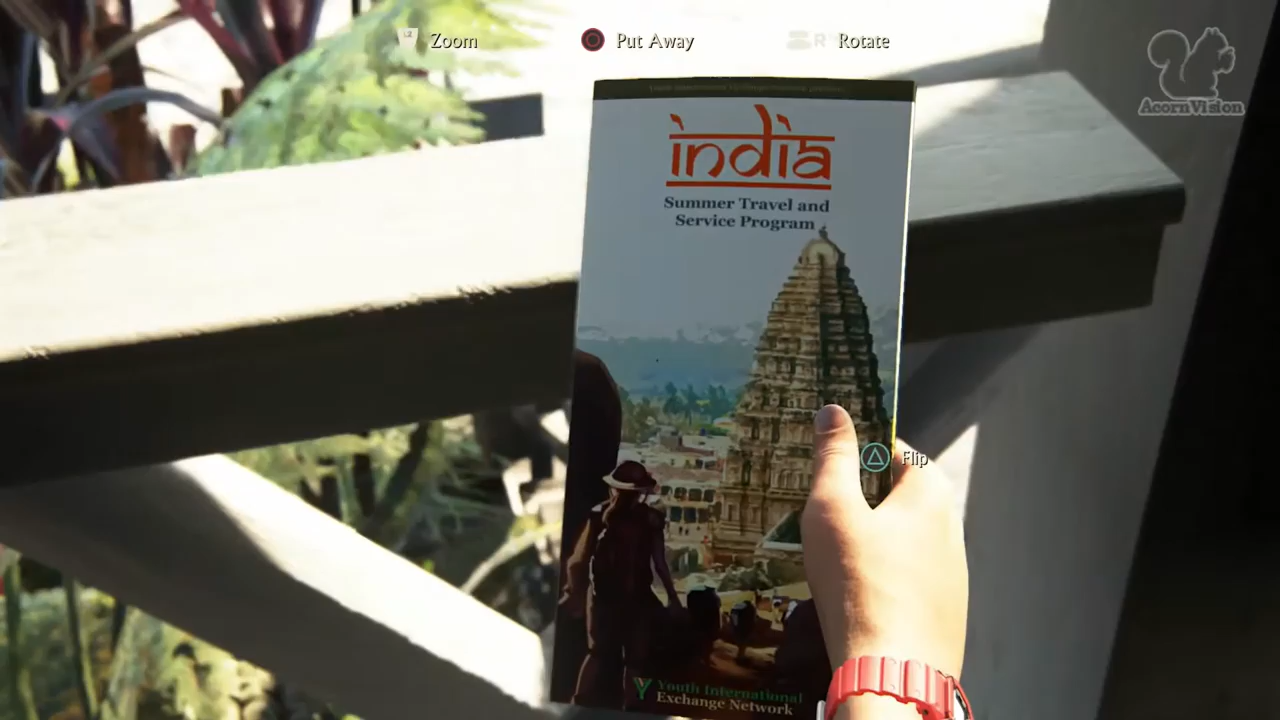 Zoom
Put Away
R
Rotate
AcornVision
india
Summer Travel and
Service Program
Flip
Youth International
Exchange Network